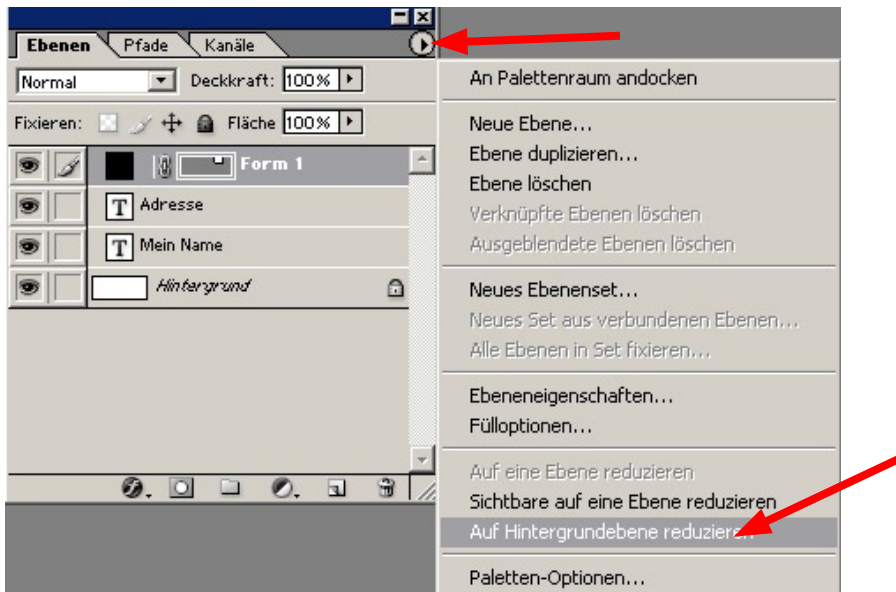 Ebenen Pfade Kanäle
Normal Deckkraft: 100%
Fixieren: Fläche 100%
Form 1
T Adresse
T Mein Name
Hintergrund
An Palettenraum andocken
Neue Ebene...
Ebene duplizieren...
Ebene löschen
Verknüpfte Ebenen löschen
Ausgeblendete Ebenen löschen
Neues Ebenenset...
Neues Set aus verbundenen Ebenen...
Alle Ebenen in Set fixieren...
Ebeneneigenschaften...
Fülloptionen...
Auf eine Ebene reduzieren
Sichtbare auf eine Ebene reduzieren
Auf Hintergrundebene reduzieren
Paletten-Optionen...